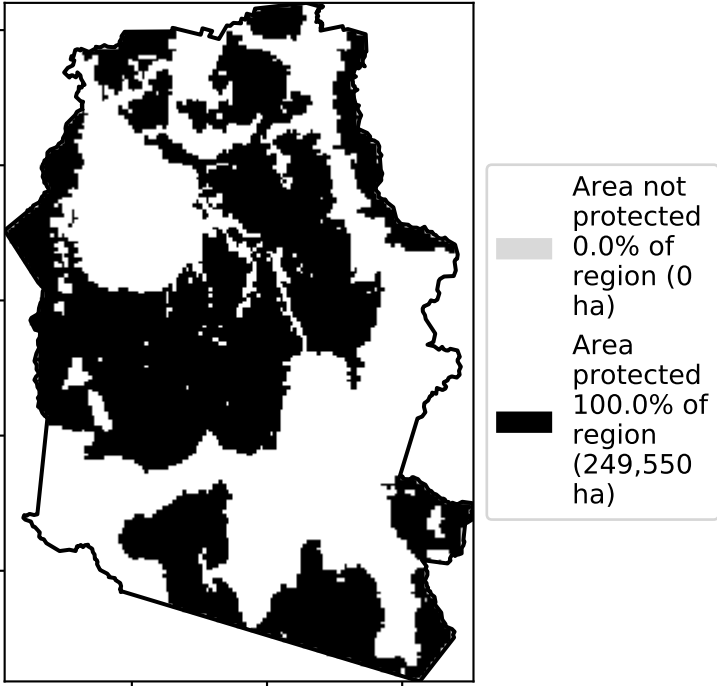 Area not
protected
0.0% of
region (0
ha)
Area
protected
100.0% of
region
(249,550
ha)